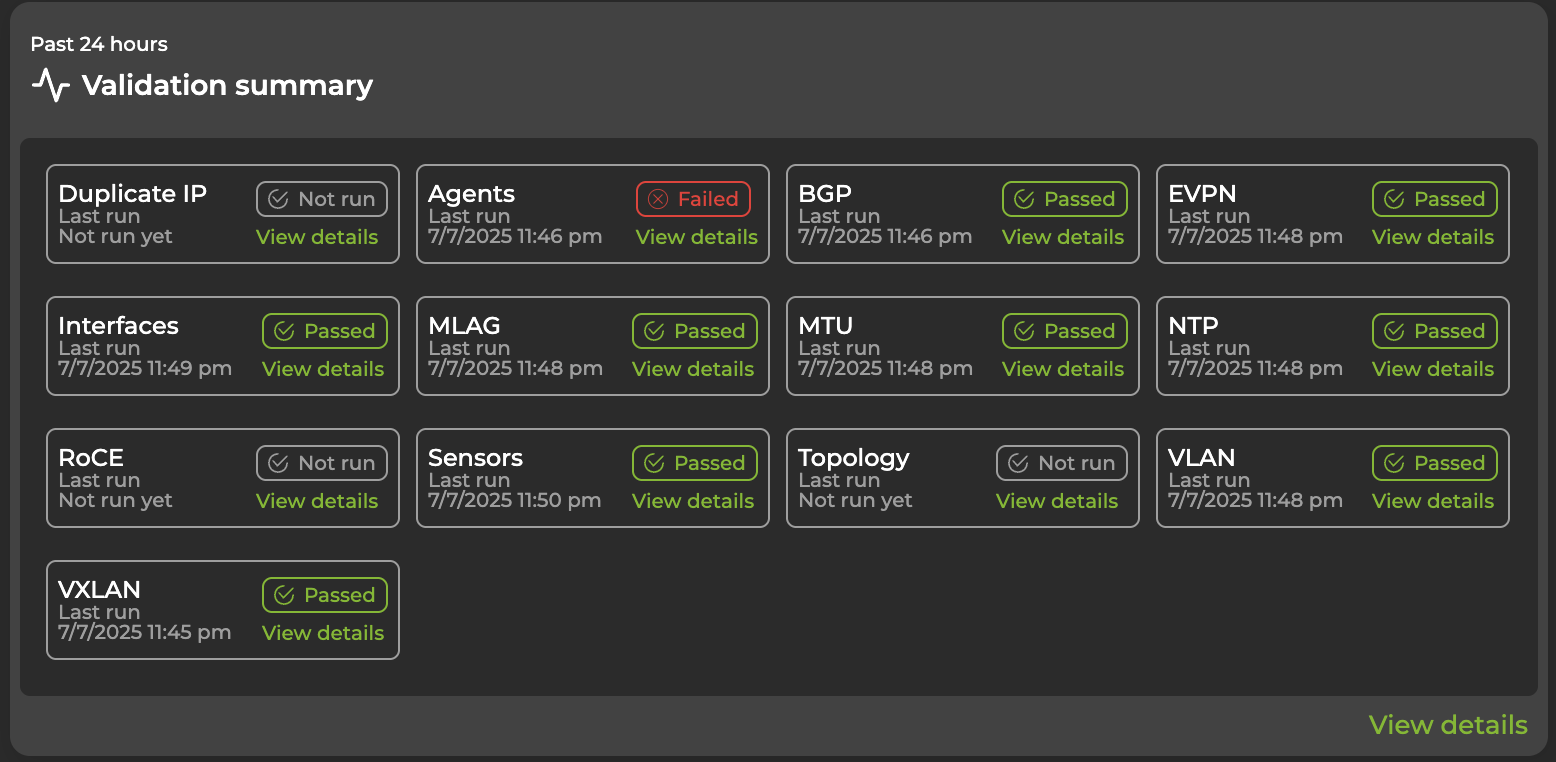 Past 24 hours
Validation summary
Duplicate IP
Not run
Last run
Not run yet
View details
Agents
Failed
Last run
7/7/2025 11:46 pm
View details
BGP
Passed
Last run
7/7/2025 11:46 pm
View details
EVPN
Passed
Last run
7/7/2025 11:48 pm
View details
Interfaces
Passed
Last run
7/7/2025 11:49 pm
View details
MLAG
Passed
Last run
7/7/2025 11:48 pm
View details
MTU
Passed
Last run
7/7/2025 11:48 pm
View details
NTP
Passed
Last run
7/7/2025 11:48 pm
View details
RoCE
Not run
Last run
Not run yet
View details
Sensors
Passed
Last run
7/7/2025 11:50 pm
View details
Topology
Not run
Last run
Not run yet
View details
VLAN
Passed
Last run
7/7/2025 11:48 pm
View details
VXLAN
Passed
Last run
7/7/2025 11:45 pm
View details
View details